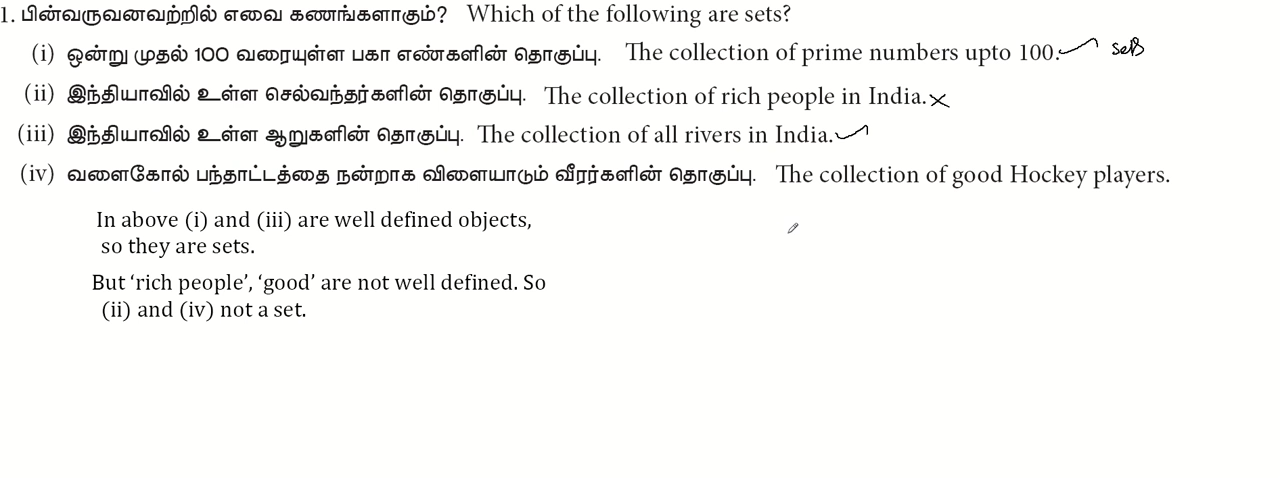 1. பின்வருவனவற்றில் எவை கணங்களாகும்? Which of the following are sets?
(i) ஒன்று முதல் 100 வரையுள்ள பகா எண்களின் தொகுப்பு. The collection of prime numbers upto 100. sets
(ii) இந்தியாவில் உள்ள செல்வந்தர்களின் தொகுப்பு. The collection of rich people in India.
(iii) இந்தியாவில் உள்ள ஆறுகளின் தொகுப்பு. The collection of all rivers in India.
(iv) வளைகோல் பந்தாட்டத்தை நன்றாக விளையாடும் வீரர்களின் தொகுப்பு. The collection of good Hockey players.
In above (i) and (iii) are well defined objects,
so they are sets.
But ‘rich people’, ‘good’ are not well defined. So
(ii) and (iv) not a set.